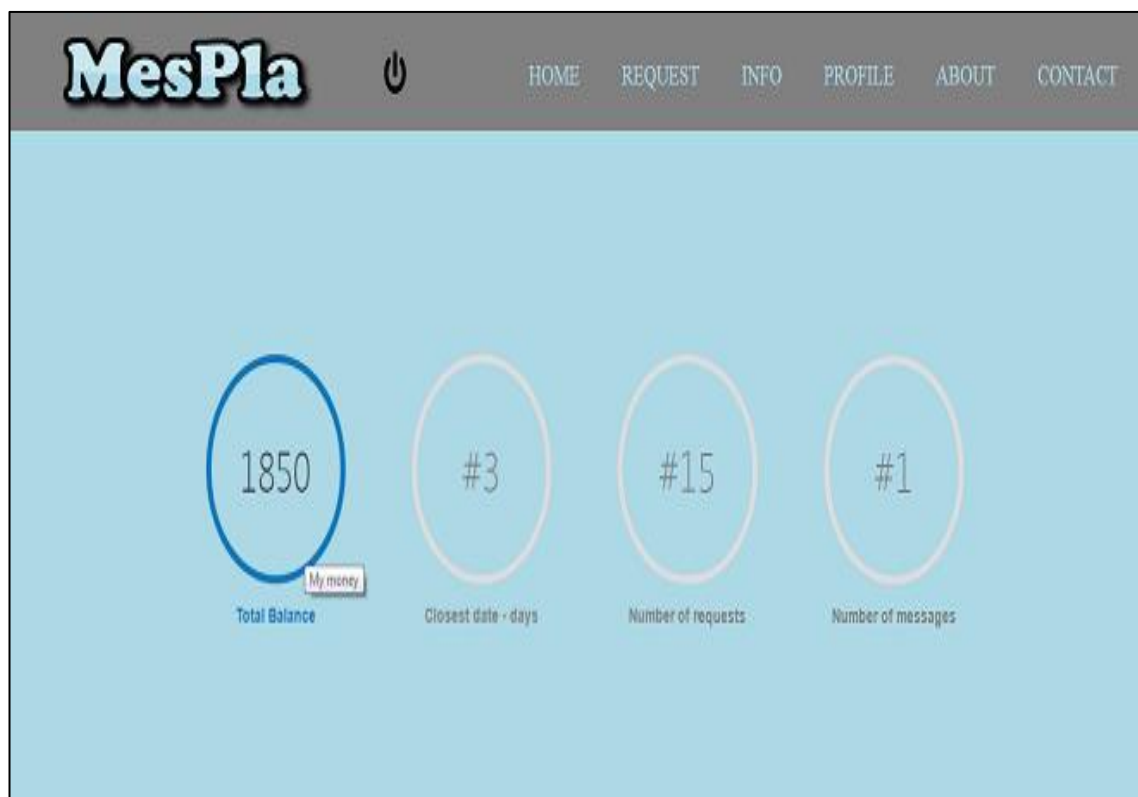 MesPla
HOME REQUEST INFO PROFILE ABOUT CONTACT
1850 #3 #15 #1
My money
Total Balance Closest date - days Number of requests Number of messages